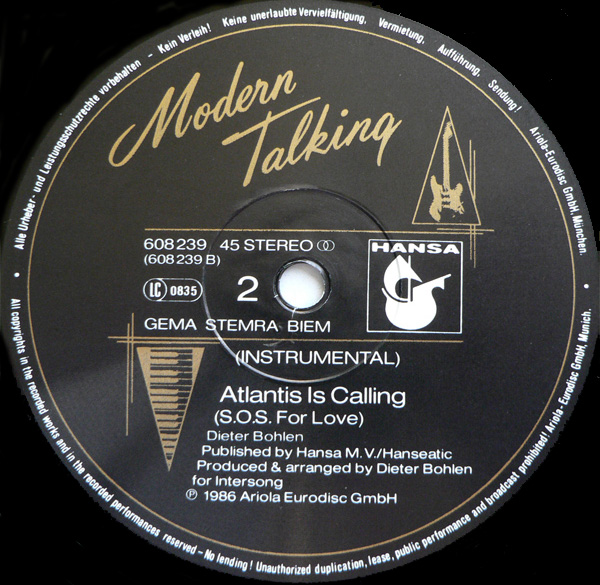 Alle Urheber- und Leistungsschutzrechte vorbehalten – Kein Verleih! Keine unerlaubte Vervielfältigung, Vermietung, Aufführung, Sendung! Ariola-Eurodisc GmbH, München.
Modern
Talking
608 239 45 STEREO
(608 239 B)
HANSA
LC 0835
2
GEMA STEMRA BIEM
(INSTRUMENTAL)
Atlantis Is Calling
(S.O.S. For Love)
Dieter Bohlen
Published by Hansa M. V./Hanseatic
Produced & arranged by Dieter Bohlen
for Intersong
℗ 1986 Ariola Eurodisc GmbH
All copyrights in the recorded works and in the recorded performances reserved – No lending! Unauthorized duplication, lease, public performance and broadcast prohibited! Ariola-Eurodisc GmbH, Munich.